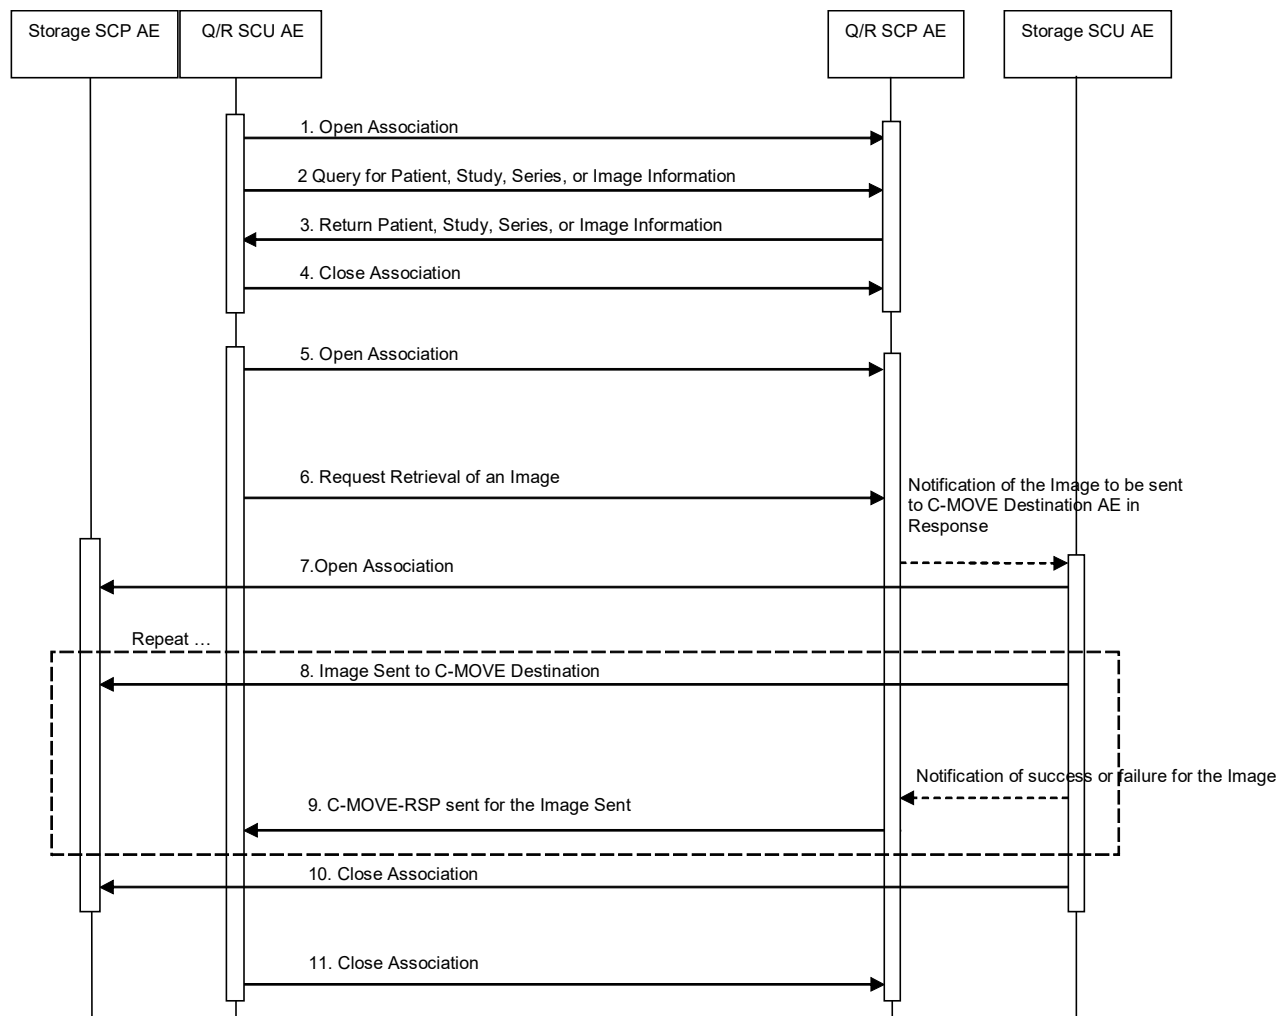 Storage SCP AE
Q/R SCU AE
Q/R SCP AE
Storage SCU AE
1. Open Association
2 Query for Patient, Study, Series, or Image Information
3. Return Patient, Study, Series, or Image Information
4. Close Association
5. Open Association
6. Request Retrieval of an Image
Notification of the Image to be sent
to C-MOVE Destination AE in
Response
7.Open Association
Repeat …
8. Image Sent to C-MOVE Destination
Notification of success or failure for the Image
9. C-MOVE-RSP sent for the Image Sent
10. Close Association
11. Close Association